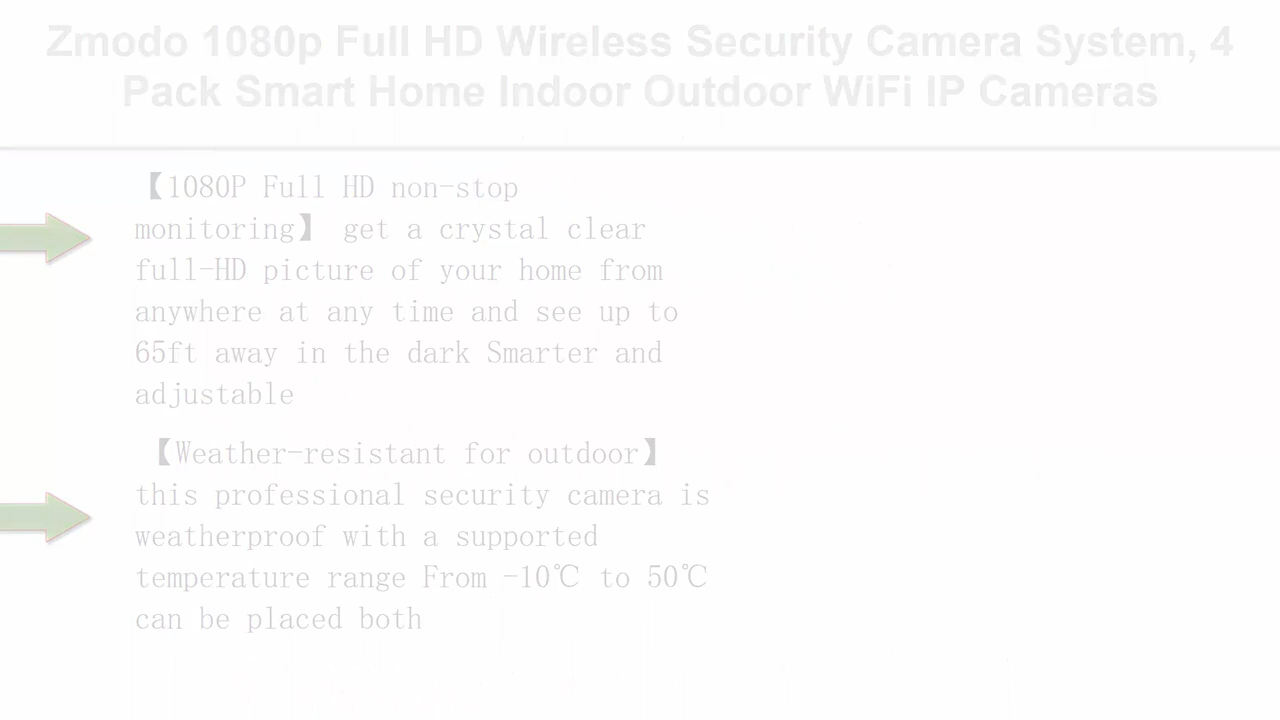 Zmodo 1080p Full HD Wireless Security Camera System, 4
Pack Smart Home Indoor Outdoor WiFi IP Cameras
【1080P Full HD non-stop
monitoring】 get a crystal clear
full-HD picture of your home from
anywhere at any time and see up to
65ft away in the dark Smarter and
adjustable
【Weather-resistant for outdoor】
this professional security camera is
weatherproof with a supported
temperature range From -10℃ to 50℃
can be placed both